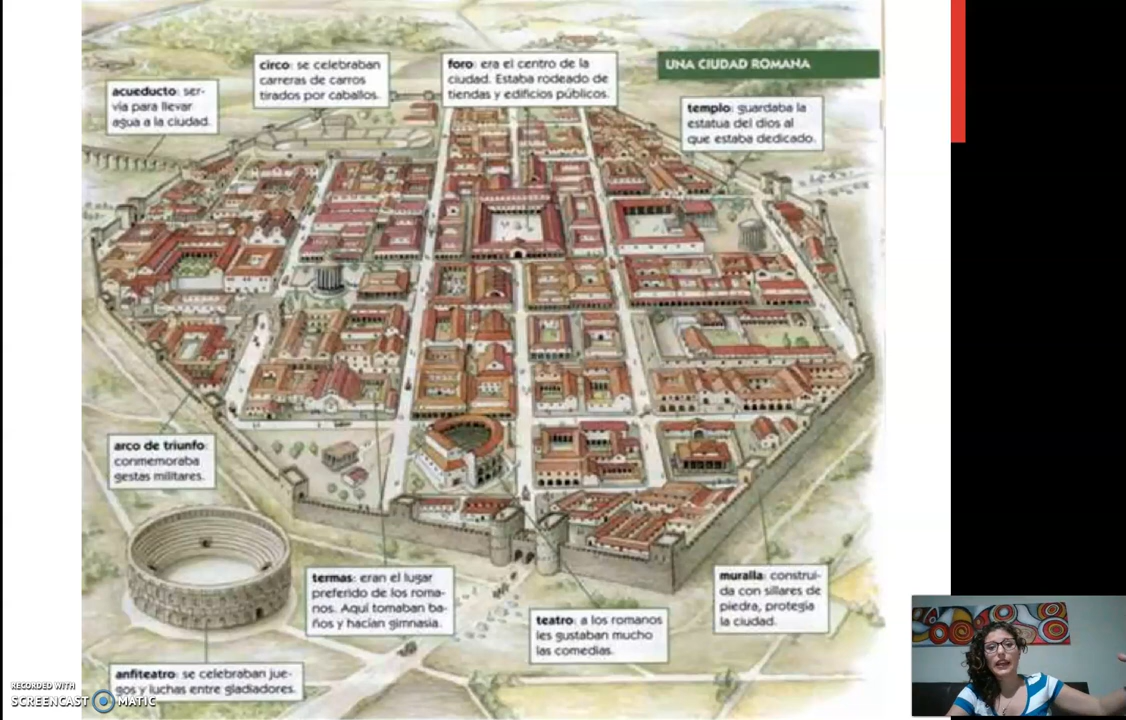 UNA CIUDAD ROMANA
circo: se celebraban
carreras de carros
tirados por caballos.
foro: era el centro de la
ciudad. Estaba rodeado de
tiendas y edificios públicos.
acueducto: ser-
vía para llevar
agua a la ciudad.
templo: guardaba la
estatua del dios al
que estaba dedicado.
arco de triunfo:
conmemoraba
gestas militares.
termas: eran el lugar
preferido de los roma-
nos. Aquí tomaban ba-
ños y hacían gimnasia.
teatro: a los romanos
les gustaban mucho
las comedias.
muralla: construi-
da con sillares de
piedra, protegía
la ciudad.
anfiteatro: se celebraban jue-
gos y luchas entre gladiadores.
RECORDED WITH
SCREENCAST MATIC